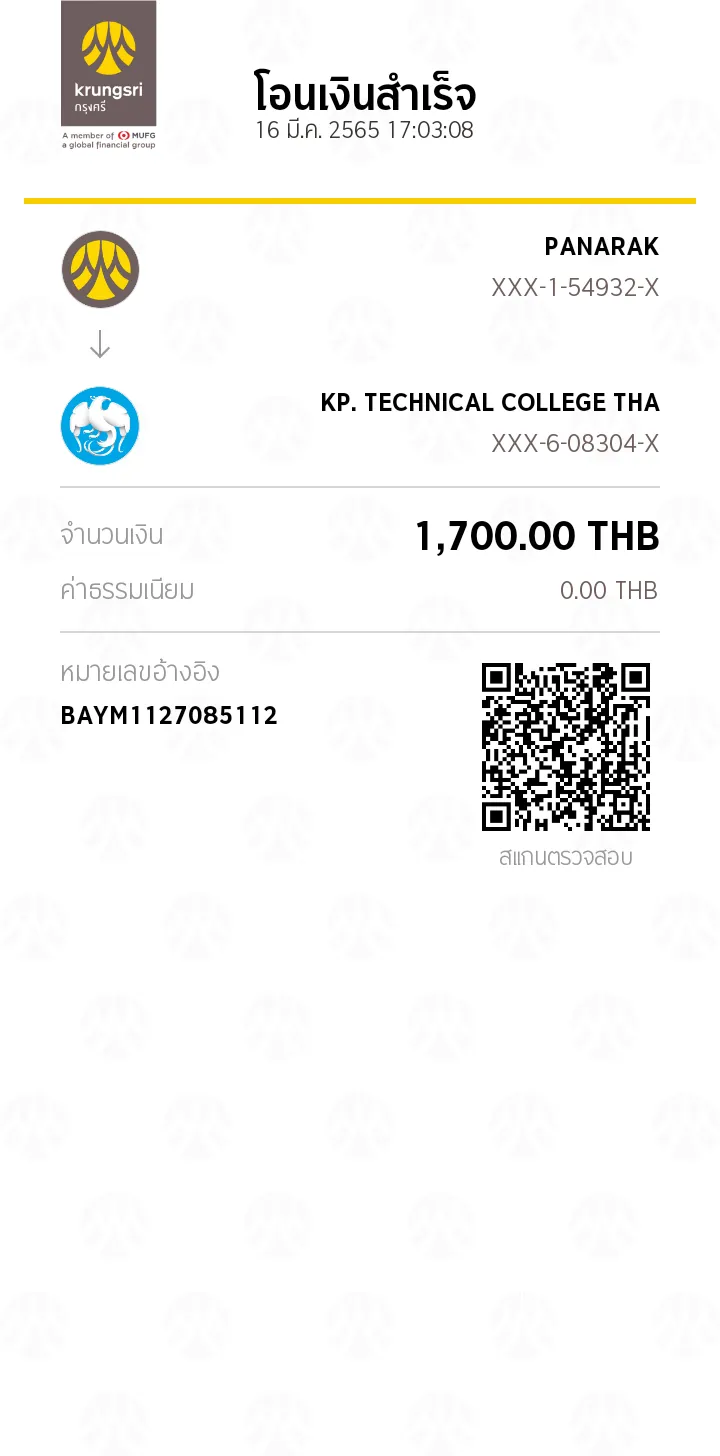 krungsri
กรุงศรี
A member of MUFG
a global financial group
โอนเงินสำเร็จ
16 มี.ค. 2565 17:03:08
PANARAK
XXX-1-54932-X
KP. TECHNICAL COLLEGE THA
XXX-6-08304-X
จำนวนเงิน 1,700.00 THB
ค่าธรรมเนียม 0.00 THB
หมายเลขอ้างอิง
BAYM1127085112
สแกนตรวจสอบ